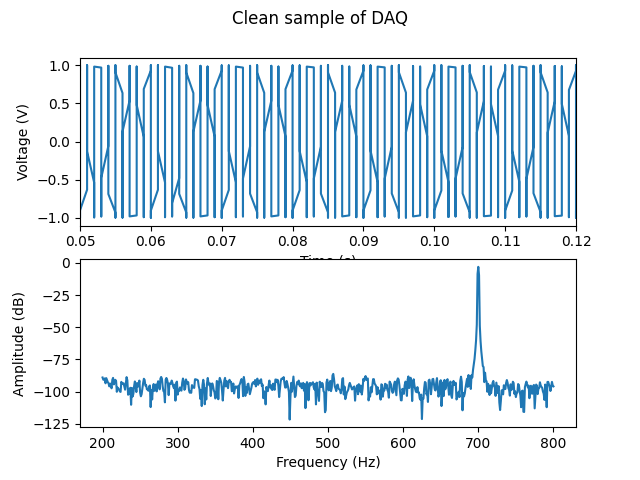 Clean sample of DAQ
1.0
0.5
0.0
−0.5
−1.0
Voltage (V)
0.05 0.06 0.07 0.08 0.09 0.10 0.11 0.12
Time (s)
0
−25
−50
−75
−100
−125
Amplitude (dB)
200 300 400 500 600 700 800
Frequency (Hz)